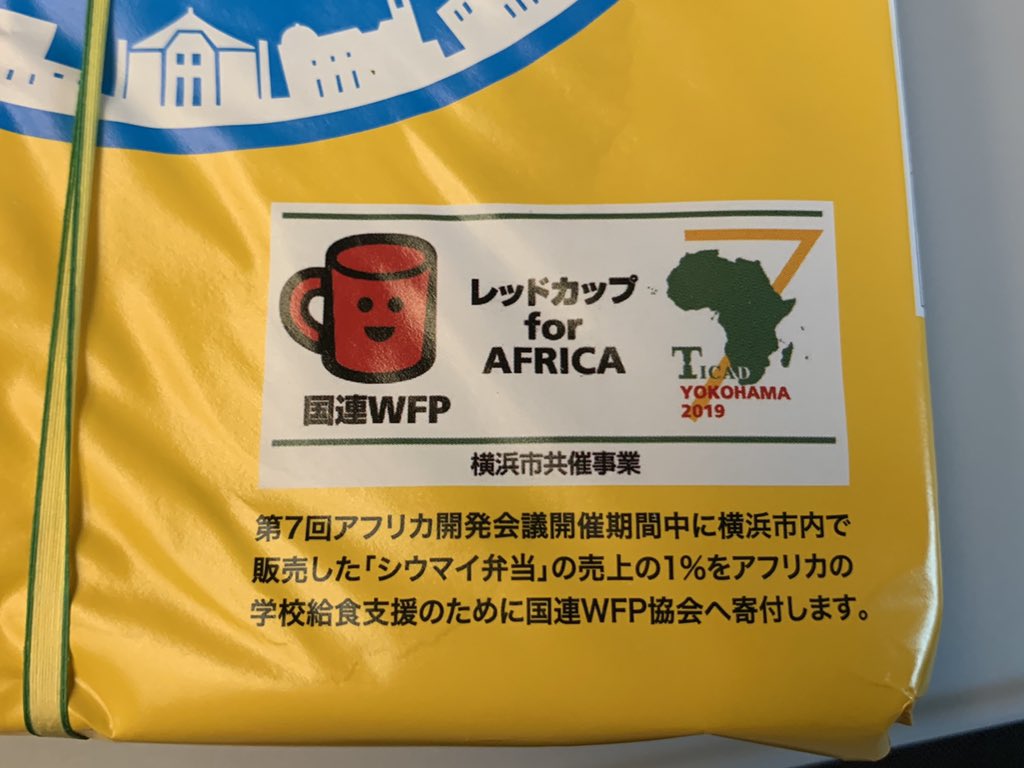 レッドカップ
for
AFRICA
国連WFP
TICAD
YOKOHAMA
2019
7
横浜市共催事業
第7回アフリカ開発会議開催期間中に横浜市内で
販売した「シウマイ弁当」の売上の1%をアフリカの
学校給食支援のために国連WFP協会へ寄付します。